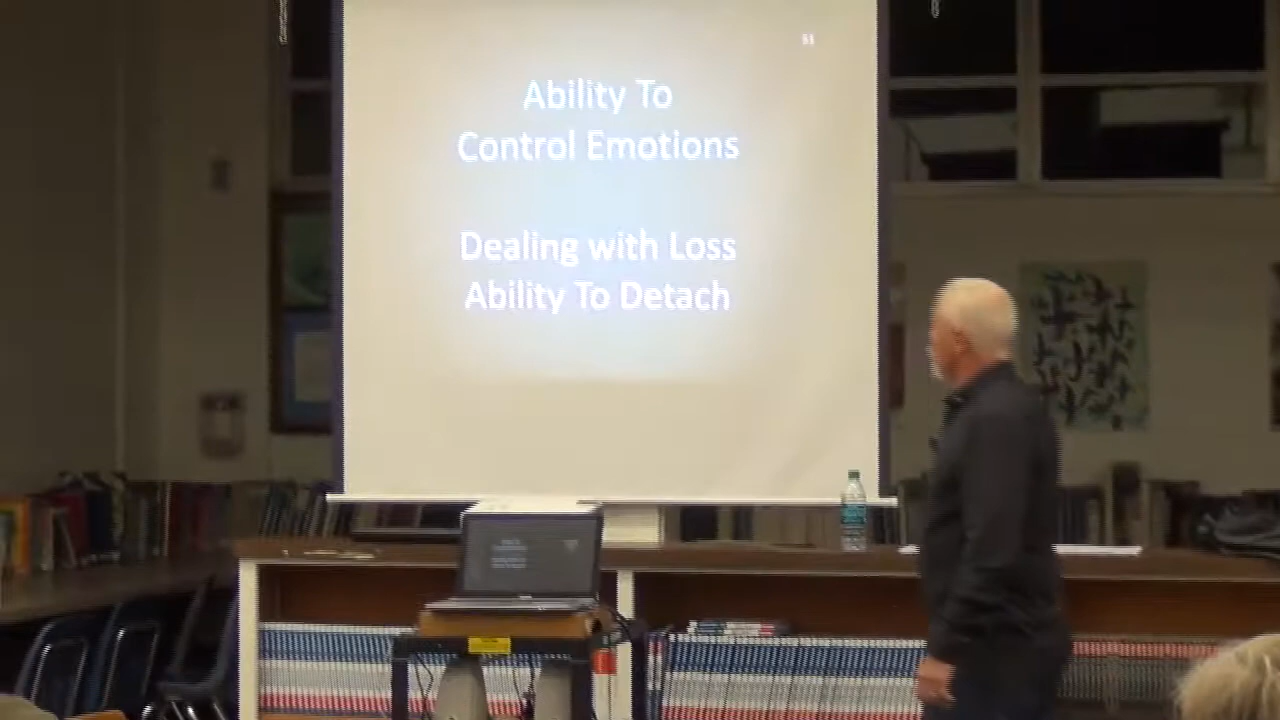 Ability To
Control Emotions
Dealing with Loss
Ability To Detach